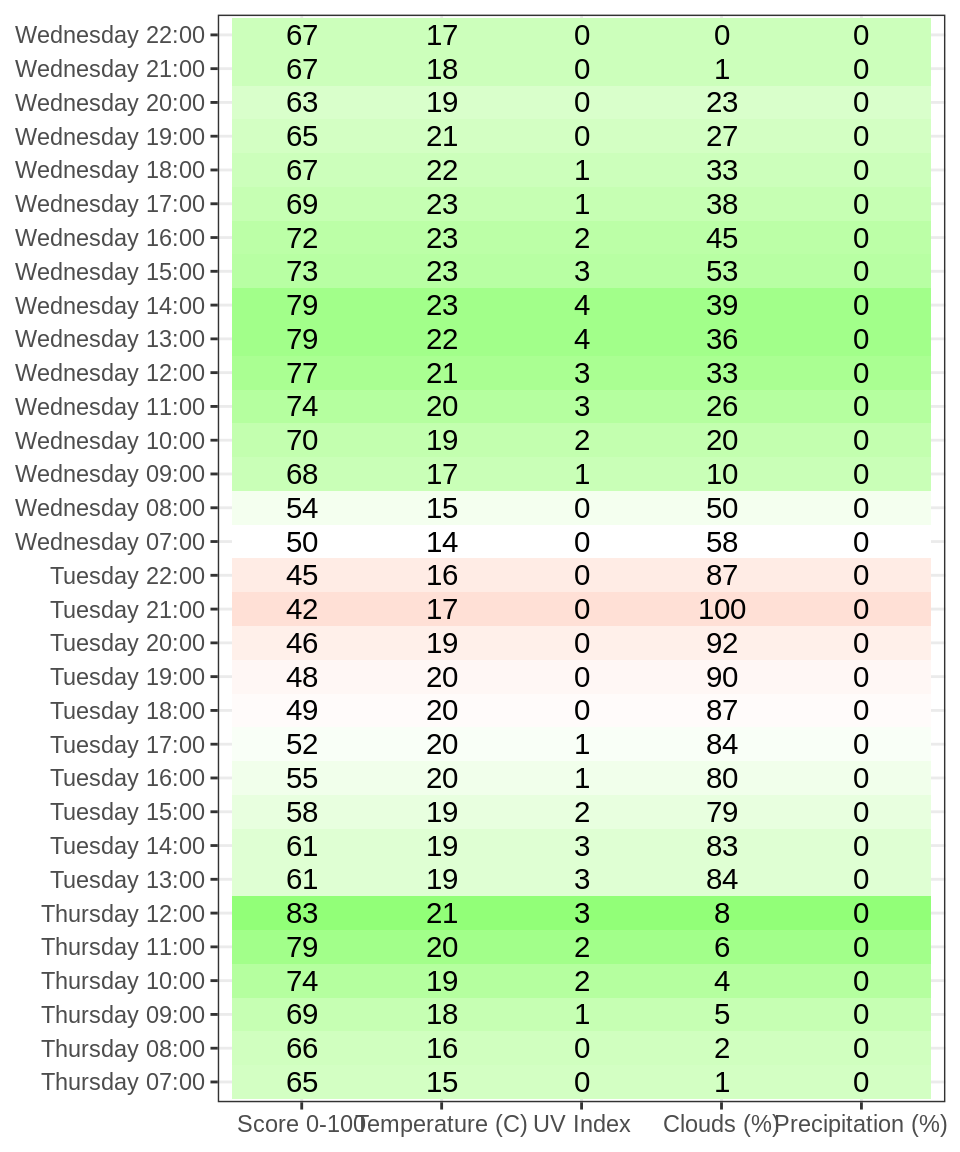 Wednesday 22:00 67 17 0 0 0
Wednesday 21:00 67 18 0 1 0
Wednesday 20:00 63 19 0 23 0
Wednesday 19:00 65 21 0 27 0
Wednesday 18:00 67 22 1 33 0
Wednesday 17:00 69 23 1 38 0
Wednesday 16:00 72 23 2 45 0
Wednesday 15:00 73 23 3 53 0
Wednesday 14:00 79 23 4 39 0
Wednesday 13:00 79 22 4 36 0
Wednesday 12:00 77 21 3 33 0
Wednesday 11:00 74 20 3 26 0
Wednesday 10:00 70 19 2 20 0
Wednesday 09:00 68 17 1 10 0
Wednesday 08:00 54 15 0 50 0
Wednesday 07:00 50 14 0 58 0
Tuesday 22:00 45 16 0 87 0
Tuesday 21:00 42 17 0 100 0
Tuesday 20:00 46 19 0 92 0
Tuesday 19:00 48 20 0 90 0
Tuesday 18:00 49 20 0 87 0
Tuesday 17:00 52 20 1 84 0
Tuesday 16:00 55 20 1 80 0
Tuesday 15:00 58 19 2 79 0
Tuesday 14:00 61 19 3 83 0
Tuesday 13:00 61 19 3 84 0
Thursday 12:00 83 21 3 8 0
Thursday 11:00 79 20 2 6 0
Thursday 10:00 74 19 2 4 0
Thursday 09:00 69 18 1 5 0
Thursday 08:00 66 16 0 2 0
Thursday 07:00 65 15 0 1 0
Score 0-100 Temperature (C) UV Index Clouds (%) Precipitation (%)